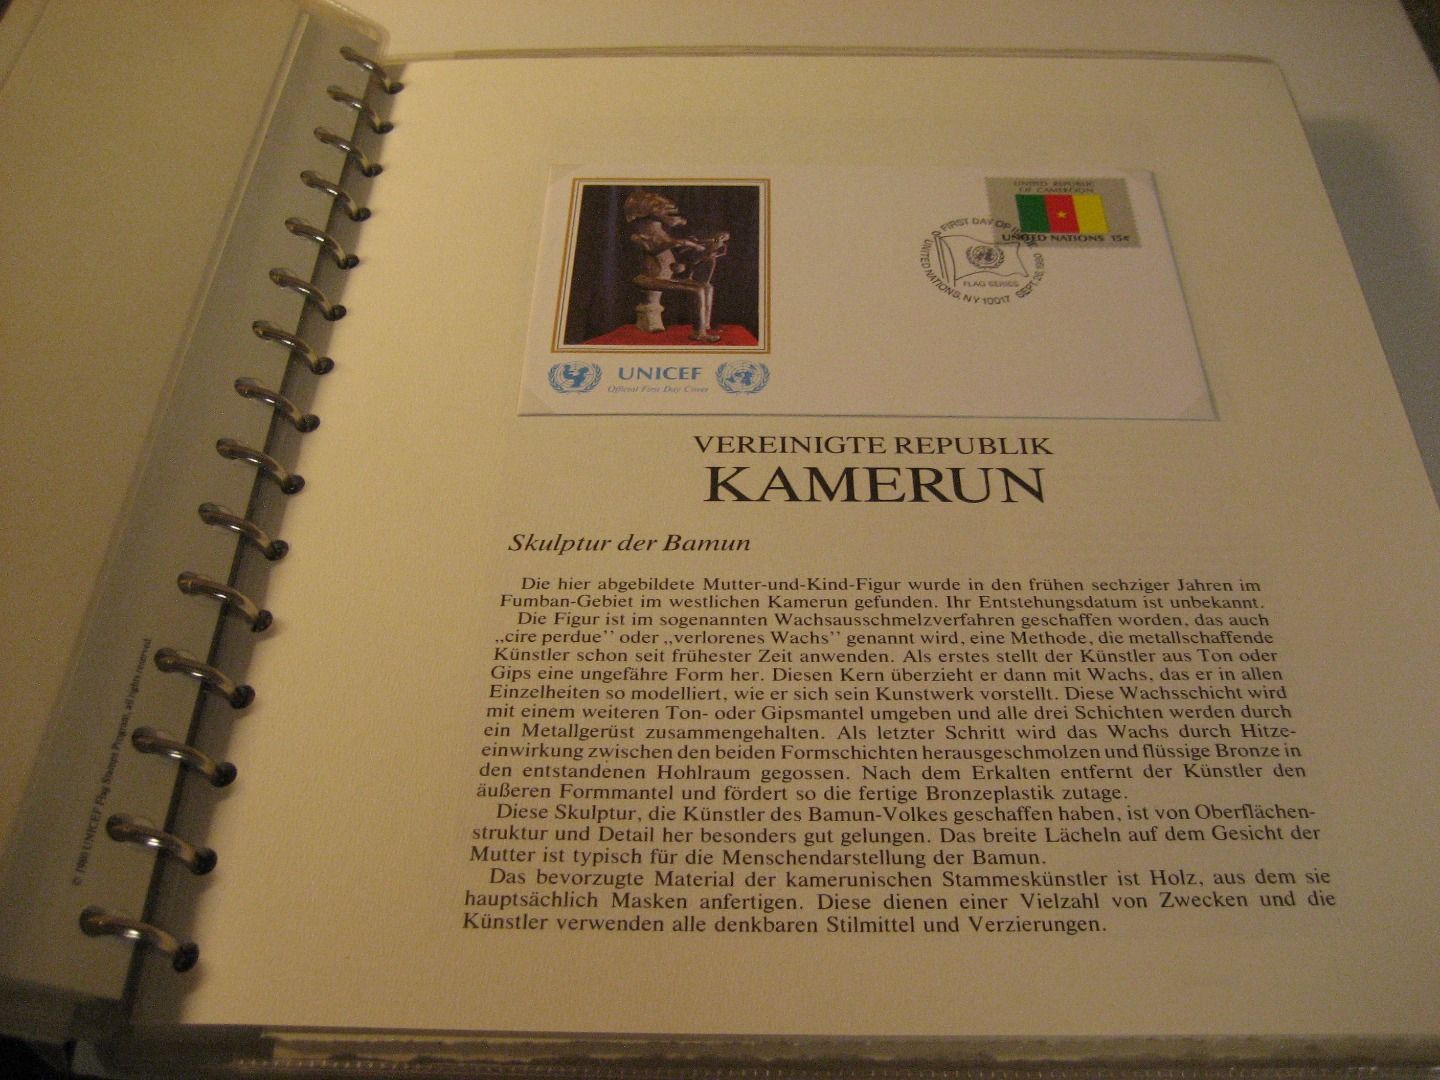 UNITED REPUBLIC
OF CAMEROON
UNITED NATIONS 15¢
FIRST DAY OF ISSUE
UNITED NATIONS, NY 10017 SEPT. 26, 1980
FLAG SERIES
UNICEF
Official First Day Cover
VEREINIGTE REPUBLIK
KAMERUN
Skulptur der Bamun
Die hier abgebildete Mutter-und-Kind-Figur wurde in den frühen sechziger Jahren im
Fumban-Gebiet im westlichen Kamerun gefunden. Ihr Entstehungsdatum ist unbekannt.
Die Figur ist im sogenannten Wachsausschmelzverfahren geschaffen worden, das auch
„cire perdue” oder „verlorenes Wachs” genannt wird, eine Methode, die metallschaffende
Künstler schon seit frühester Zeit anwenden. Als erstes stellt der Künstler aus Ton oder
Gips eine ungefähre Form her. Diesen Kern überzieht er dann mit Wachs, das er in allen
Einzelheiten so modelliert, wie er sich sein Kunstwerk vorstellt. Diese Wachsschicht wird
mit einem weiteren Ton- oder Gipsmantel umgeben und alle drei Schichten werden durch
ein Metallgerüst zusammengehalten. Als letzter Schritt wird das Wachs durch Hitze-
einwirkung zwischen den beiden Formschichten herausgeschmolzen und flüssige Bronze in
den entstandenen Hohlraum gegossen. Nach dem Erkalten entfernt der Künstler den
äußeren Formmantel und fördert so die fertige Bronzeplastik zutage.
Diese Skulptur, die Künstler des Bamun-Volkes geschaffen haben, ist von Oberflächen-
struktur und Detail her besonders gut gelungen. Das breite Lächeln auf dem Gesicht der
Mutter ist typisch für die Menschendarstellung der Bamun.
Das bevorzugte Material der kamerunischen Stammeskünstler ist Holz, aus dem sie
hauptsächlich Masken anfertigen. Diese dienen einer Vielzahl von Zwecken und die
Künstler verwenden alle denkbaren Stilmittel und Verzierungen.
© 1980 UNICEF Flag Stamps Program, all rights reserved